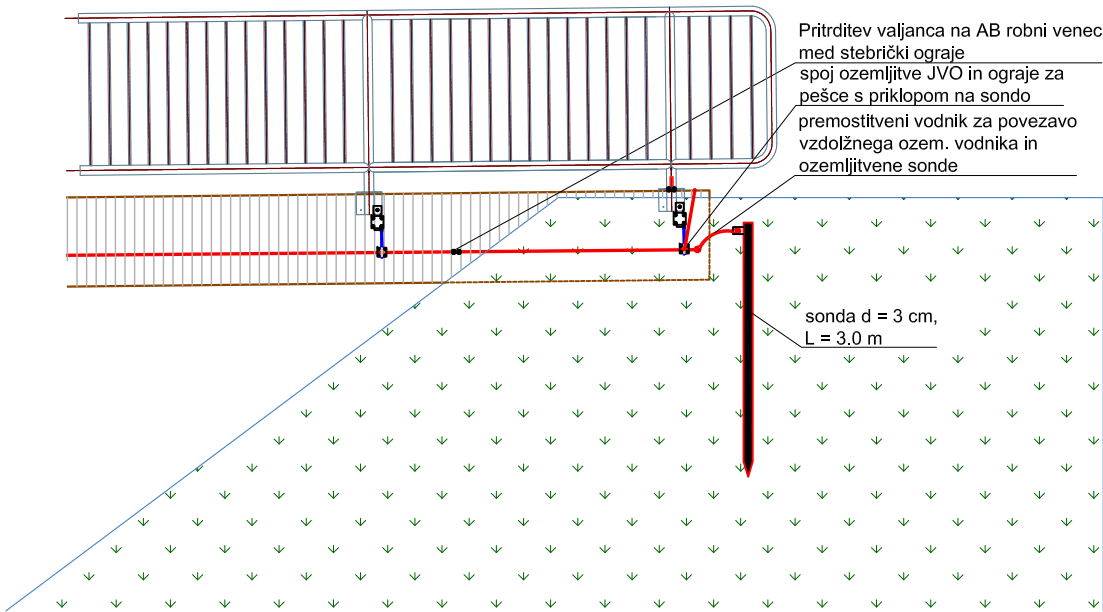 Pritrditev valjanca na AB robni venec
med stebrički ograje
spoj ozemljitve JVO in ograje za
pešce s priklopom na sondo
premostitveni vodnik za povezavo
vzdolžnega ozem. vodnika in
ozemljitvene sonde
sonda d = 3 cm,
L = 3.0 m